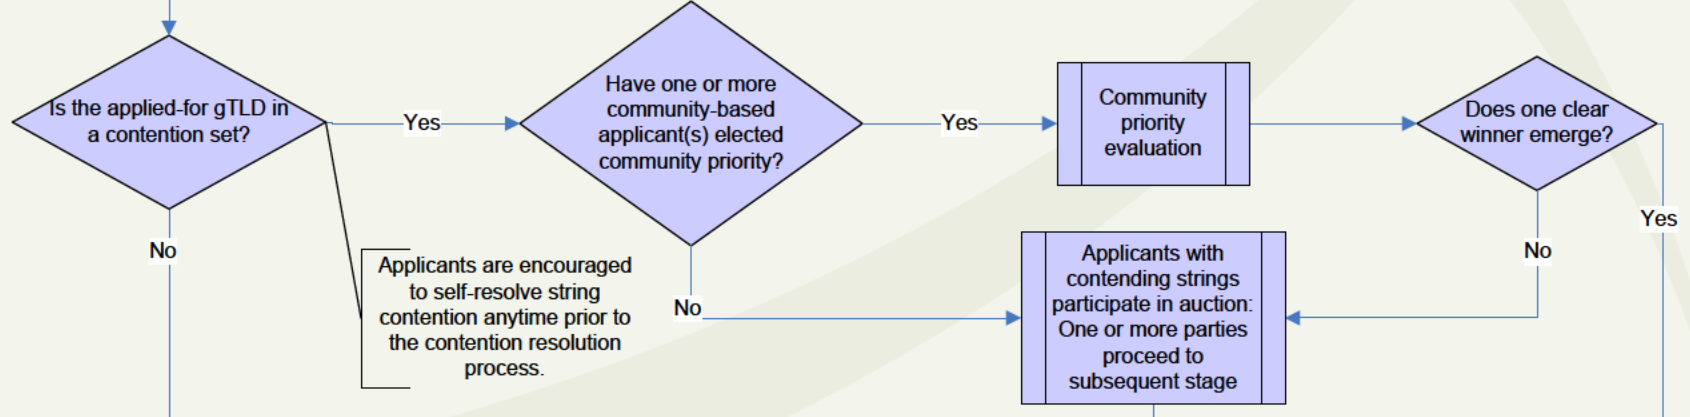 Is the applied-for gTLD in
a contention set?
Yes
No
Applicants are encouraged
to self-resolve string
contention anytime prior to
the contention resolution
process.
Have one or more
community-based
applicant(s) elected
community priority?
Yes
No
Community
priority
evaluation
Applicants with
contending strings
participate in auction:
One or more parties
proceed to
subsequent stage
Does one clear
winner emerge?
No
Yes